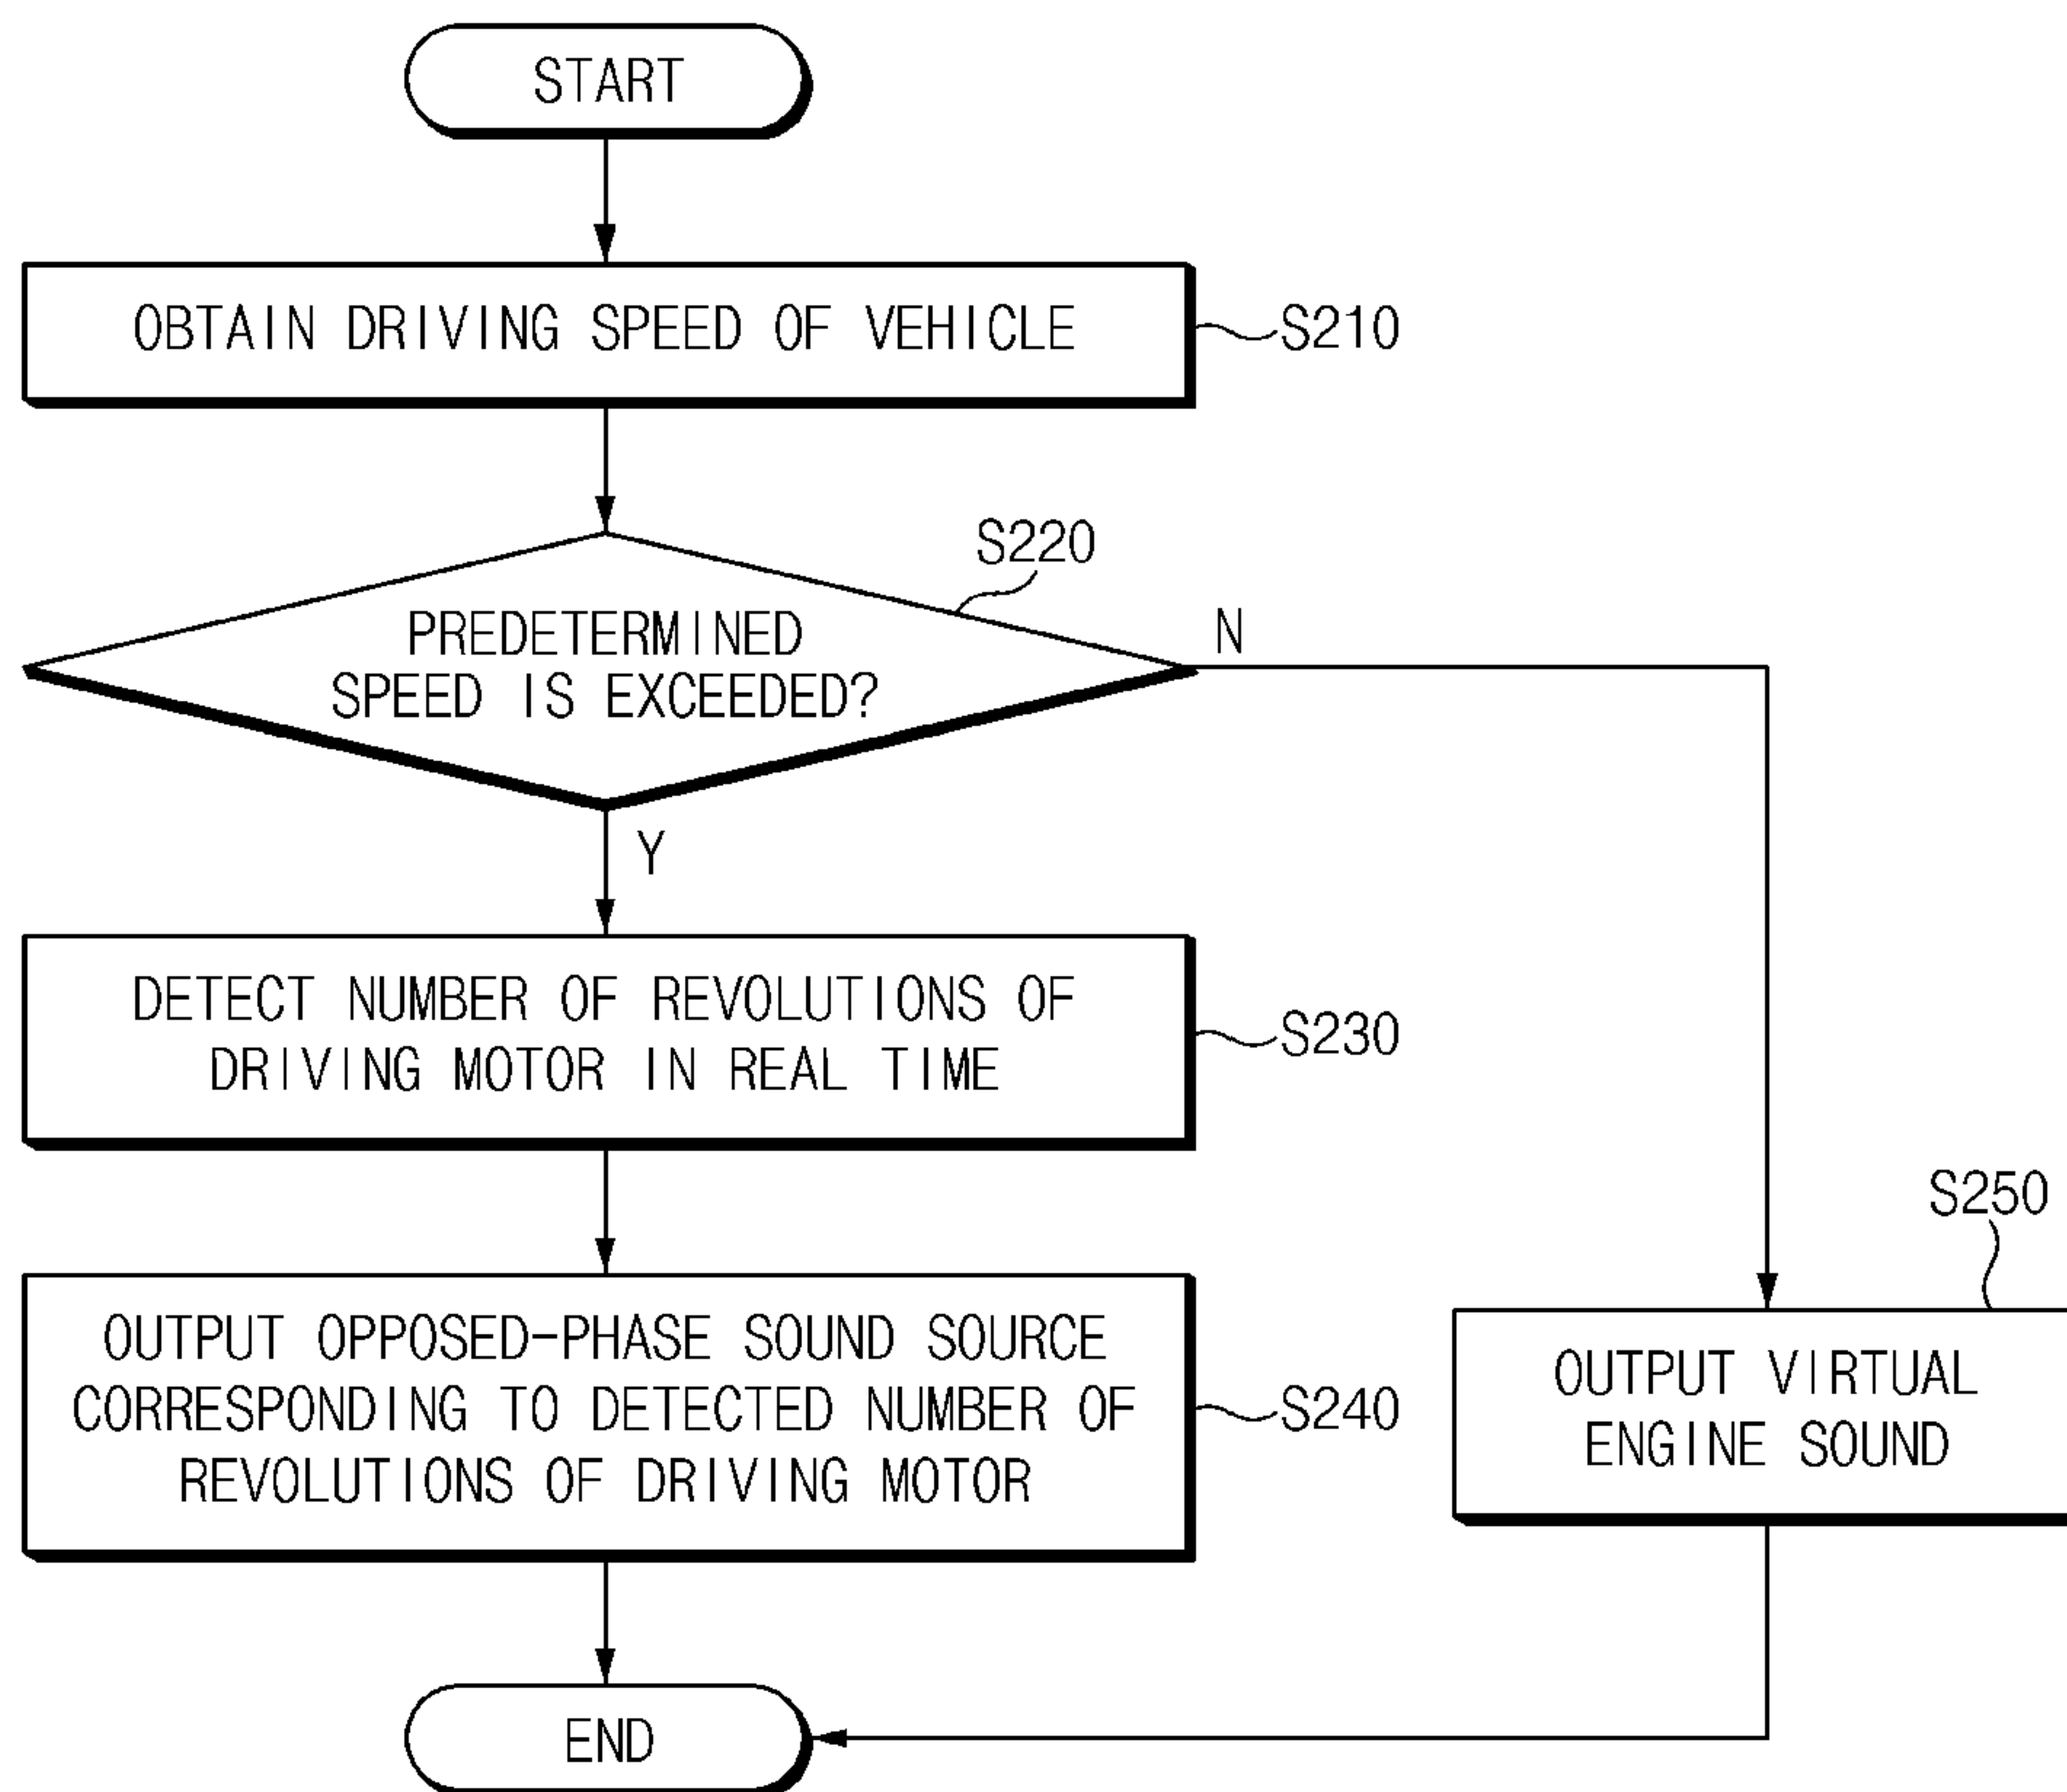 START
OBTAIN DRIVING SPEED OF VEHICLE
S210
S220
PREDETERMINED
SPEED IS EXCEEDED?
N
Y
DETECT NUMBER OF REVOLUTIONS OF
DRIVING MOTOR IN REAL TIME
S230
OUTPUT OPPOSED-PHASE SOUND SOURCE
CORRESPONDING TO DETECTED NUMBER OF
REVOLUTIONS OF DRIVING MOTOR
S240
S250
OUTPUT VIRTUAL
ENGINE SOUND
END